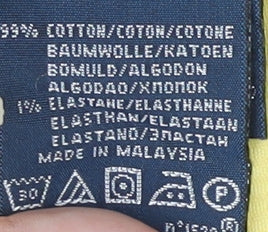 99% COTTON/COTON/COTONE
BAUMWOLLE/KATOEN
BOMULD/ALGODON
ALGODAO/ХЛОПОК
1% ELASTANE/ELASTHANNE
ELASTHAN/ELASTAAN
ELASTANO/ЭЛАСТАН
MADE IN MALAYSIA
30 P